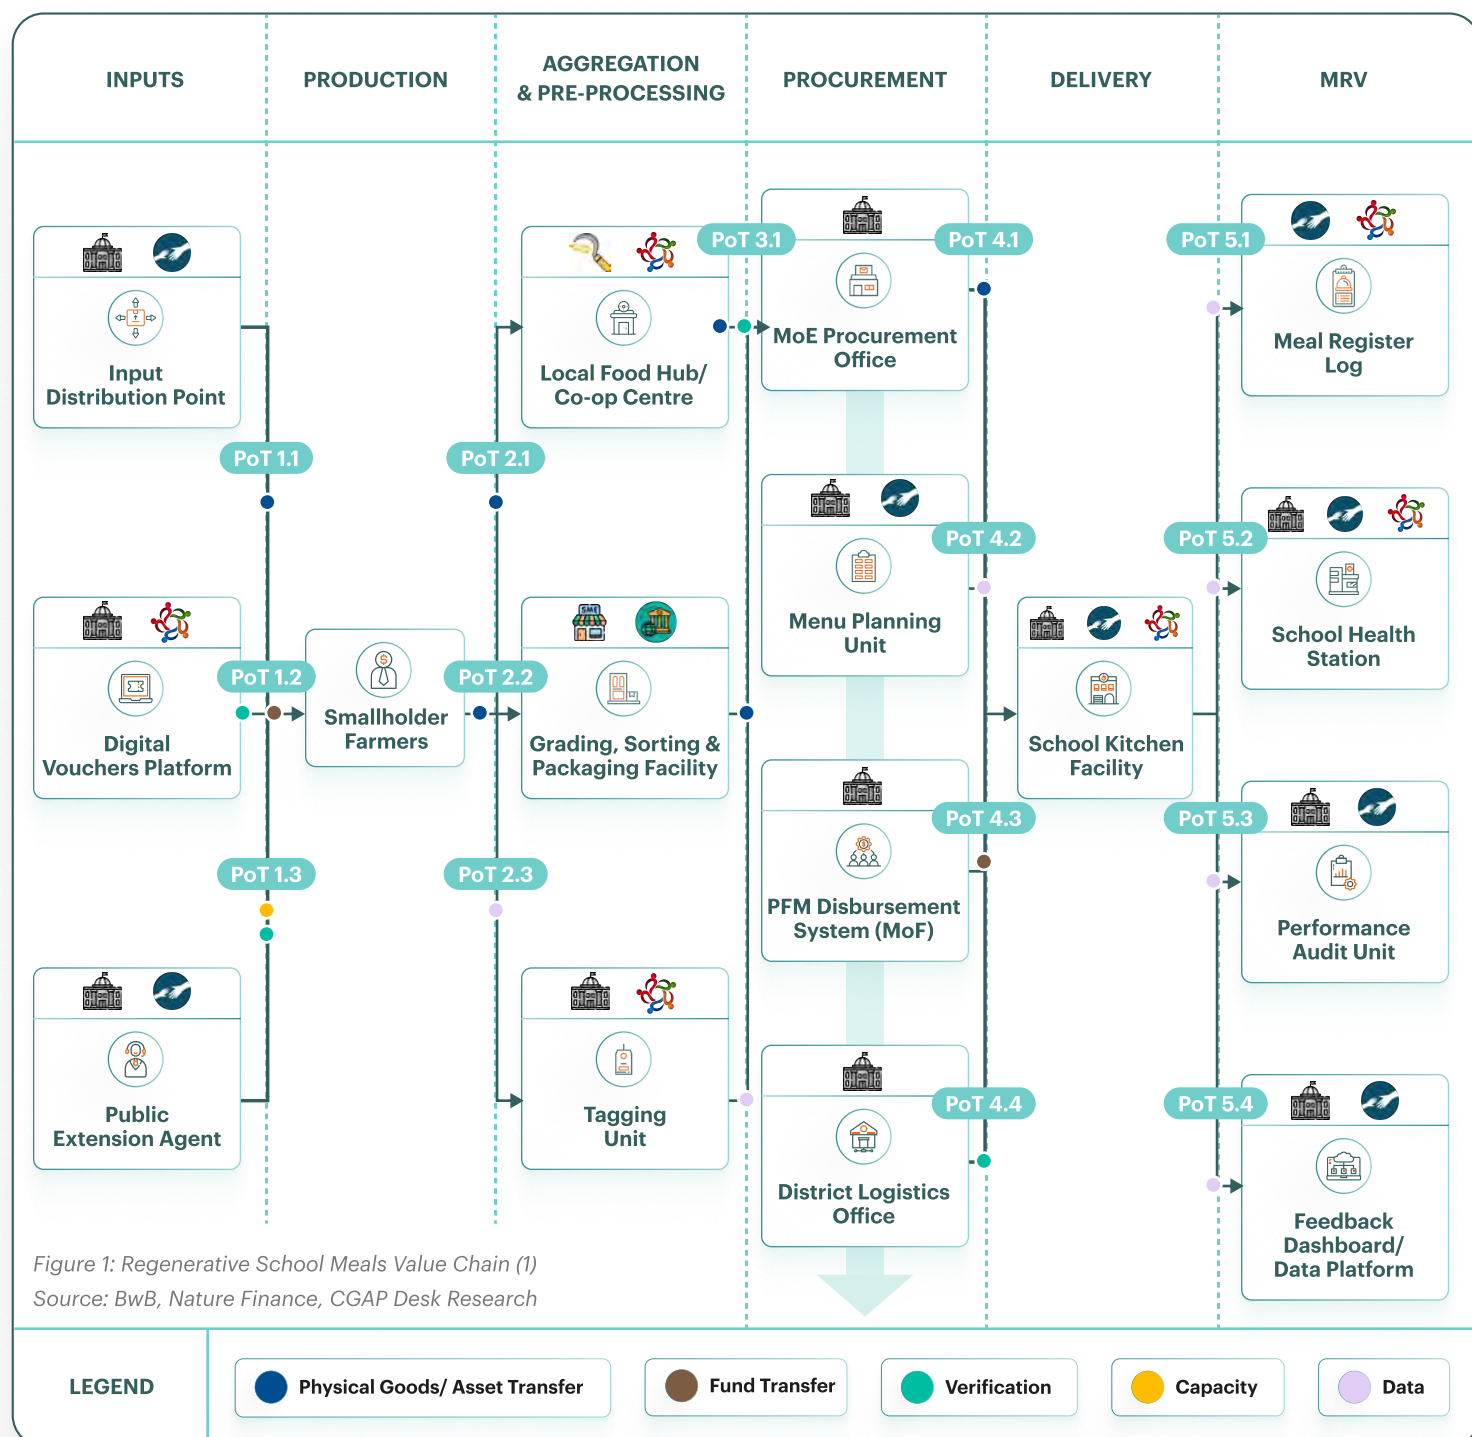 INPUTS
PRODUCTION
AGGREGATION
& PRE-PROCESSING
PROCUREMENT
DELIVERY
MRV
Input
Distribution Point
PoT 1.1
Digital
Vouchers Platform
PoT 1.2
PoT 1.3
Public
Extension Agent
Smallholder
Farmers
PoT 2.1
PoT 2.2
PoT 2.3
Local Food Hub/
Co-op Centre
SME
Grading, Sorting &
Packaging Facility
Tagging
Unit
PoT 3.1
MoE Procurement
Office
Menu Planning
Unit
PFM Disbursement
System (MoF)
District Logistics
Office
PoT 4.1
PoT 4.2
PoT 4.3
PoT 4.4
School Kitchen
Facility
PoT 5.1
PoT 5.2
PoT 5.3
PoT 5.4
Meal Register
Log
School Health
Station
Performance
Audit Unit
Feedback
Dashboard/
Data Platform
Figure 1: Regenerative School Meals Value Chain (1)
Source: BwB, Nature Finance, CGAP Desk Research
LEGEND
Physical Goods/ Asset Transfer
Fund Transfer
Verification
Capacity
Data